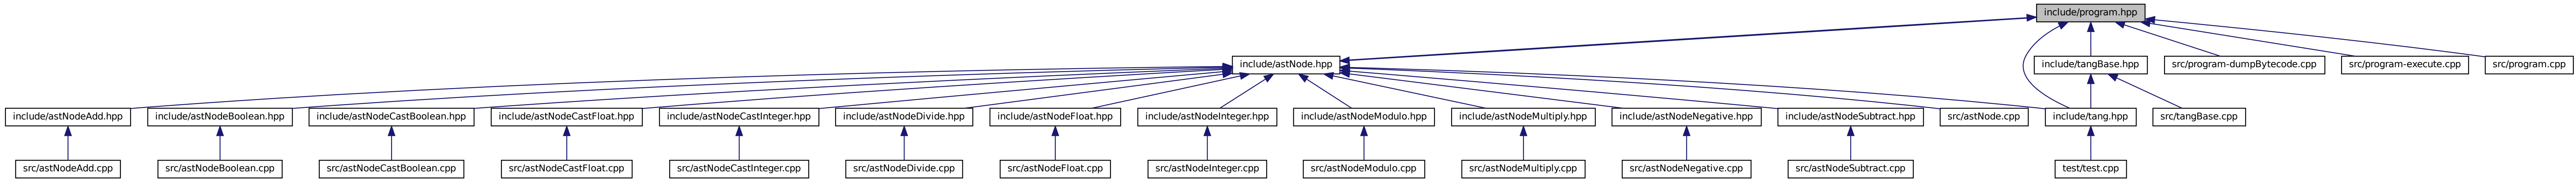 include/program.hpp
include/astNode.hpp
include/tangBase.hpp
src/program-dumpBytecode.cpp
src/program-execute.cpp
src/program.cpp
include/astNodeAdd.hpp
include/astNodeBoolean.hpp
include/astNodeCastBoolean.hpp
include/astNodeCastFloat.hpp
include/astNodeCastInteger.hpp
include/astNodeDivide.hpp
include/astNodeFloat.hpp
include/astNodeInteger.hpp
include/astNodeModulo.hpp
include/astNodeMultiply.hpp
include/astNodeNegative.hpp
include/astNodeSubtract.hpp
src/astNode.cpp
include/tang.hpp
src/tangBase.cpp
src/astNodeAdd.cpp
src/astNodeBoolean.cpp
src/astNodeCastBoolean.cpp
src/astNodeCastFloat.cpp
src/astNodeCastInteger.cpp
src/astNodeDivide.cpp
src/astNodeFloat.cpp
src/astNodeInteger.cpp
src/astNodeModulo.cpp
src/astNodeMultiply.cpp
src/astNodeNegative.cpp
src/astNodeSubtract.cpp
test/test.cpp